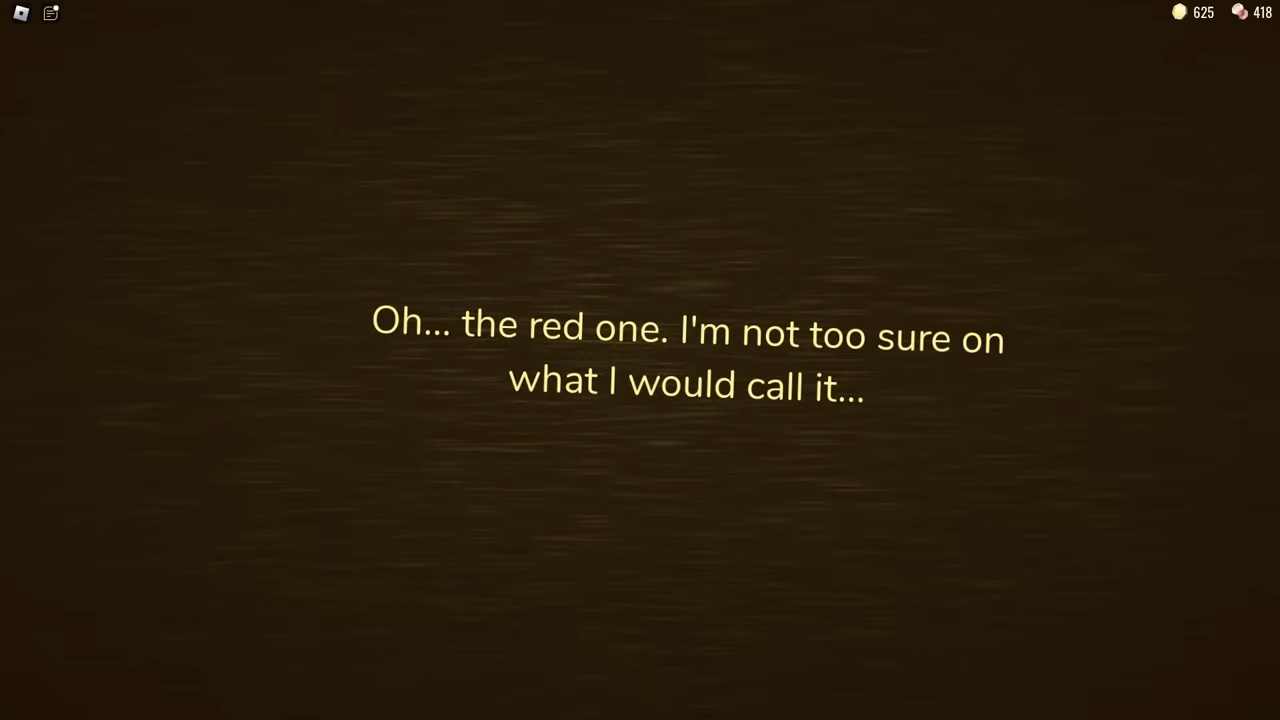 625 418
Oh... the red one. I'm not too sure on
what I would call it...